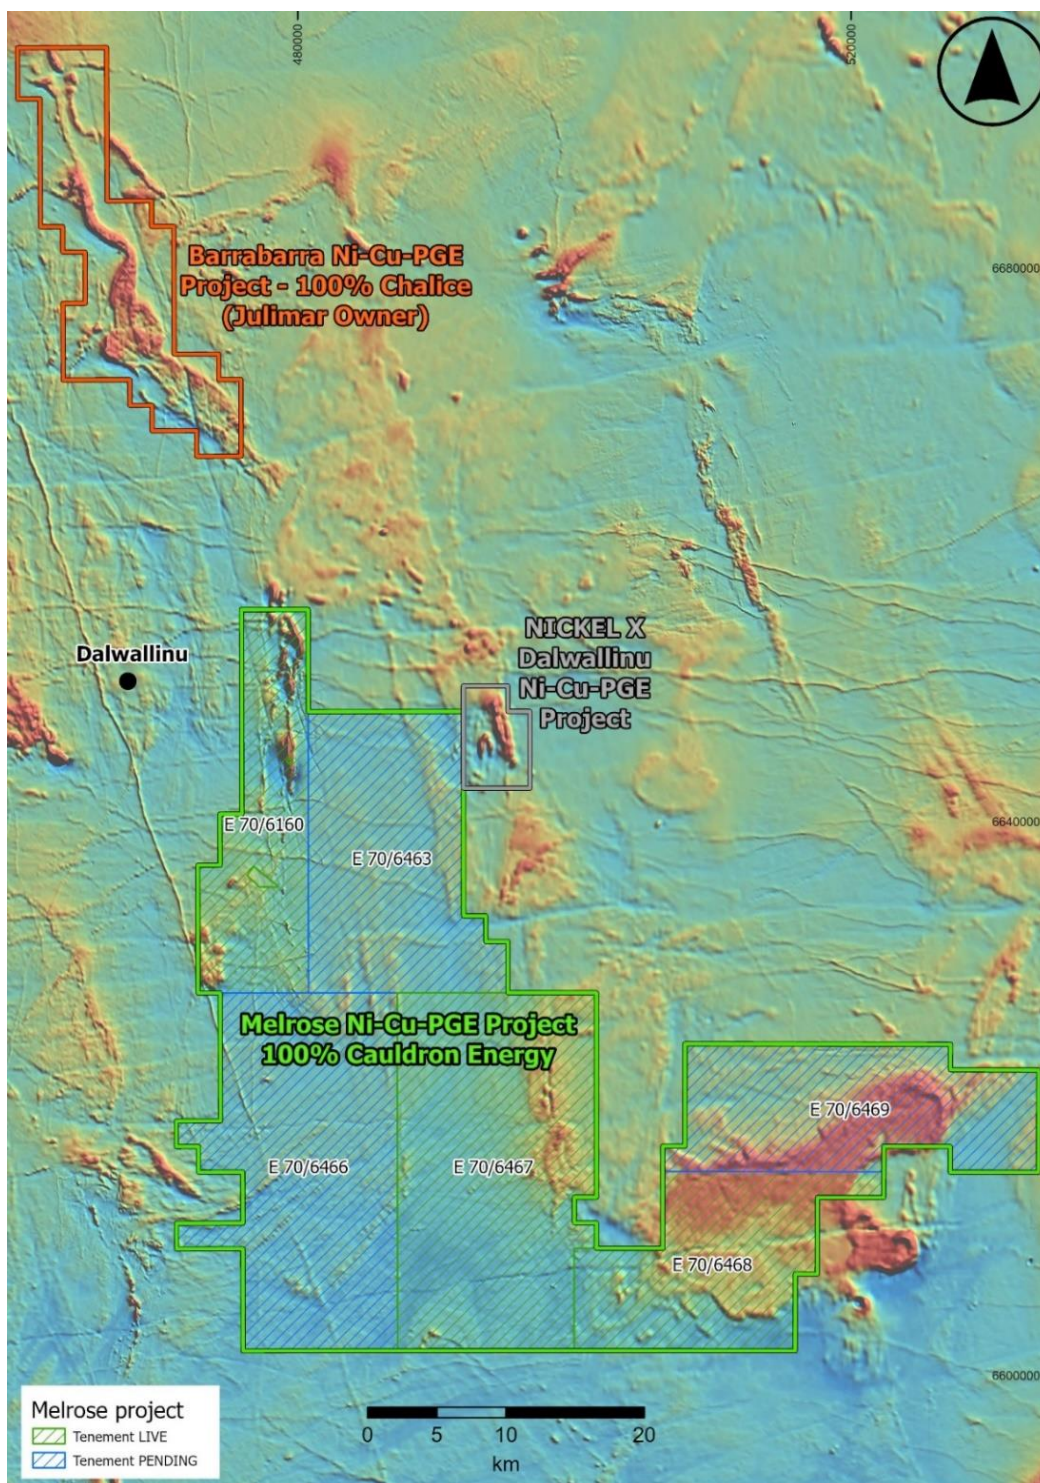 480000
520000
Barrabarra Ni-Cu-PGE
Project - 100% Chalice
(Julimar Owner)
6680000
Dalwallinu
NICKEL X
Dalwallinu
Ni-Cu-PGE
Project
E 70/6160
6640000
E 70/6463
Melrose Ni-Cu-PGE Project
100% Cauldron Energy
E 70/6469
E 70/6466
E 70/6467
E 70/6468
6600000
Melrose project
Tenement LIVE
Tenement PENDING
0 5 10 20
km